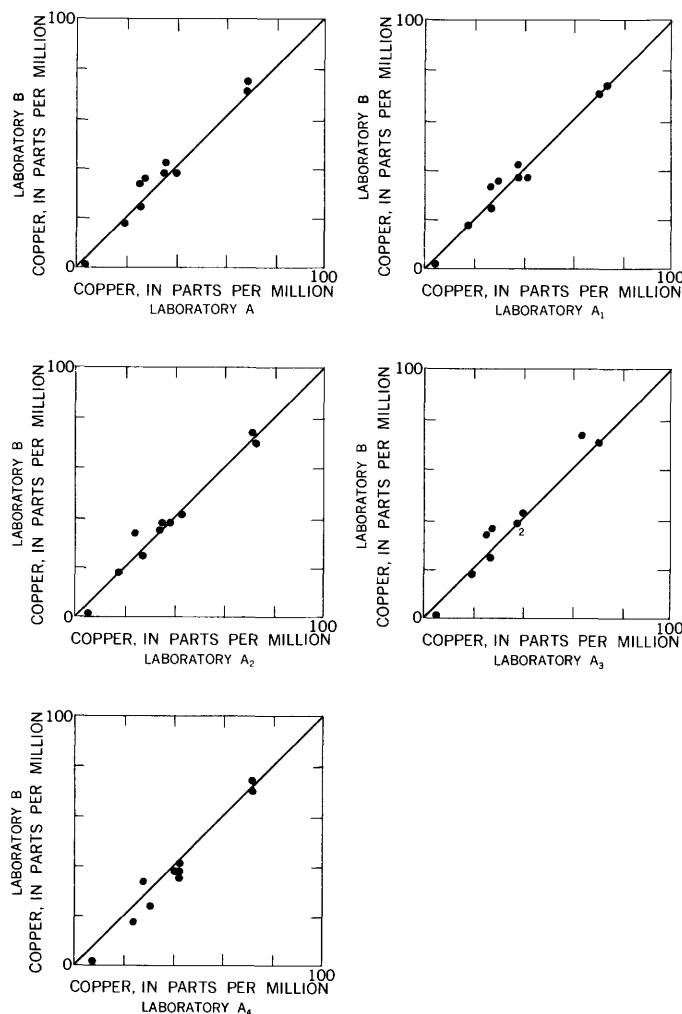 100
LABORATORY B
COPPER, IN PARTS PER MILLION
0
100
COPPER, IN PARTS PER MILLION
LABORATORY A
100
LABORATORY B
COPPER, IN PARTS PER MILLION
0
100
COPPER, IN PARTS PER MILLION
LABORATORY A₁
100
LABORATORY B
COPPER, IN PARTS PER MILLION
0
100
COPPER, IN PARTS PER MILLION
LABORATORY A₂
100
LABORATORY B
COPPER, IN PARTS PER MILLION
2
0
100
COPPER, IN PARTS PER MILLION
LABORATORY A₃
100
LABORATORY B
COPPER, IN PARTS PER MILLION
0
100
COPPER, IN PARTS PER MILLION
LABORATORY A₄